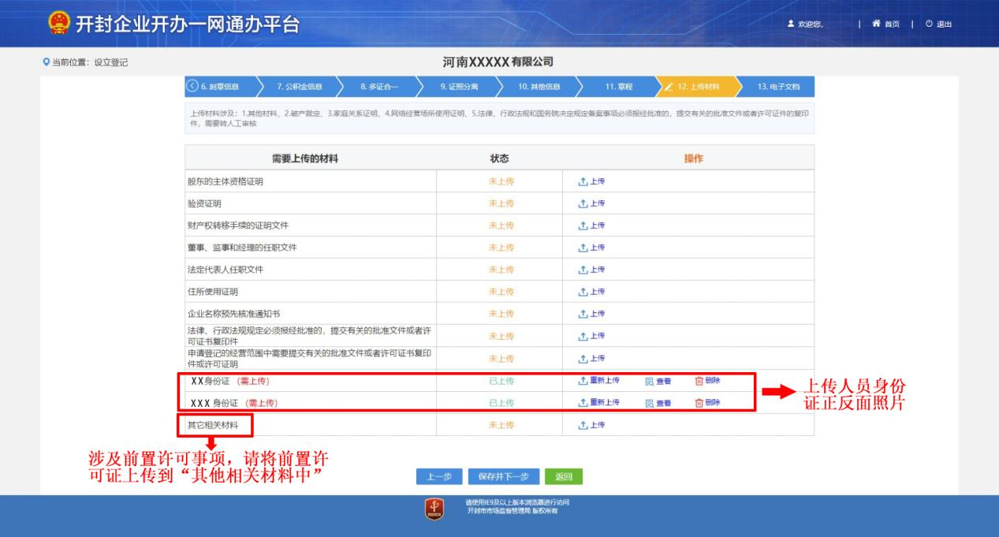 开封企业开办一网通办平台
欢迎您, | 首页 | 退出
当前位置：设立登记
河南XXXXX有限公司
6. 刻章信息 7. 公积金信息 8. 多证合一 9. 证照分离 10. 其他信息 11. 章程 12. 上传材料 13. 电子文档
上传材料涉及：1.其他材料、2.破产裁定、3.家庭关系证明、4.网络经营场所使用证明、5.法律、行政法规和国务院决定规定备案事项必须报经批准的，提交有关的批准文件或者许可证件的复印
件，需要转人工审核
需要上传的材料 状态 操作
股东的主体资格证明 未上传 上传
验资证明 未上传 上传
财产权转移手续的证明文件 未上传 上传
董事、监事和经理的任职文件 未上传 上传
法定代表人任职文件 未上传 上传
住所使用证明 未上传 上传
企业名称预先核准通知书 未上传 上传
法律、行政法规规定必须报经批准的，提交有关的批准文件或者许
可证书复印件 未上传 上传
申请登记的经营范围中需要提交有关的批准文件或者许可证书复印
件或许可证明 未上传 上传
XX身份证（需上传） 已上传 重新上传 查看 删除
XXX 身份证（需上传） 已上传 重新上传 查看 删除
上传人员身份
证正反面照片
其它相关材料 未上传 上传
涉及前置许可事项，请将前置许
可证上传到“其他相关材料中”
上一步 保存并下一步 返回
请使用IE9及以上版本浏览器进行访问
开封市市场监督管理局 版权所有